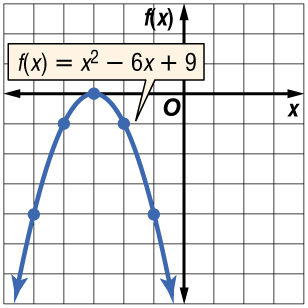 f(x)
f(x) = x² − 6x + 9
O
x